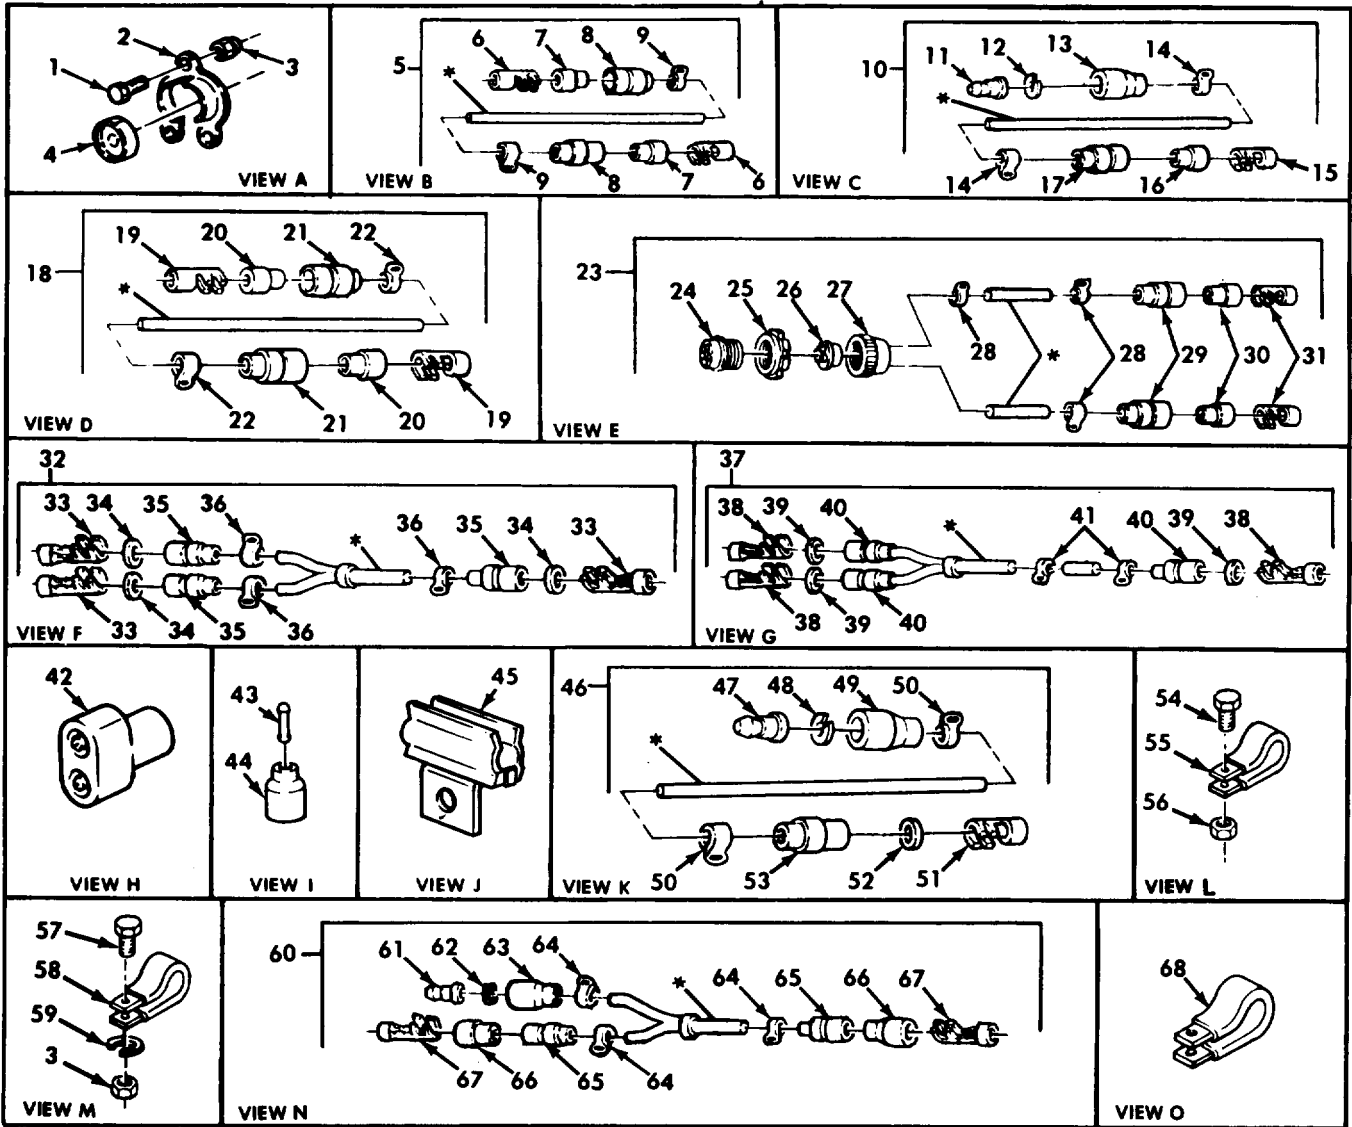 2
1
3
4
VIEW A
5
6 7 8 9
*
9 8 7 6
VIEW B
10
11 12 13 14
*
14 17 16 15
VIEW C
18
19 20 21 22
*
22 21 20 19
VIEW D
23
24 25 26 27
28 * 28 29 30 31
VIEW E
32
33 34 35 36 * 36 35 34 33
33 34 35 36
VIEW F
37
38 39 40 * 41 40 39 38
38 39 40
VIEW G
42
VIEW H
43
44
VIEW I
45
VIEW J
46
47 48 49 50
*
50 53 52 51
VIEW K
54
55
56
VIEW L
57
58
59
3
VIEW M
60
61 62 63 64 * 64 65 66 67
67 66 65 64
VIEW N
68
VIEW O